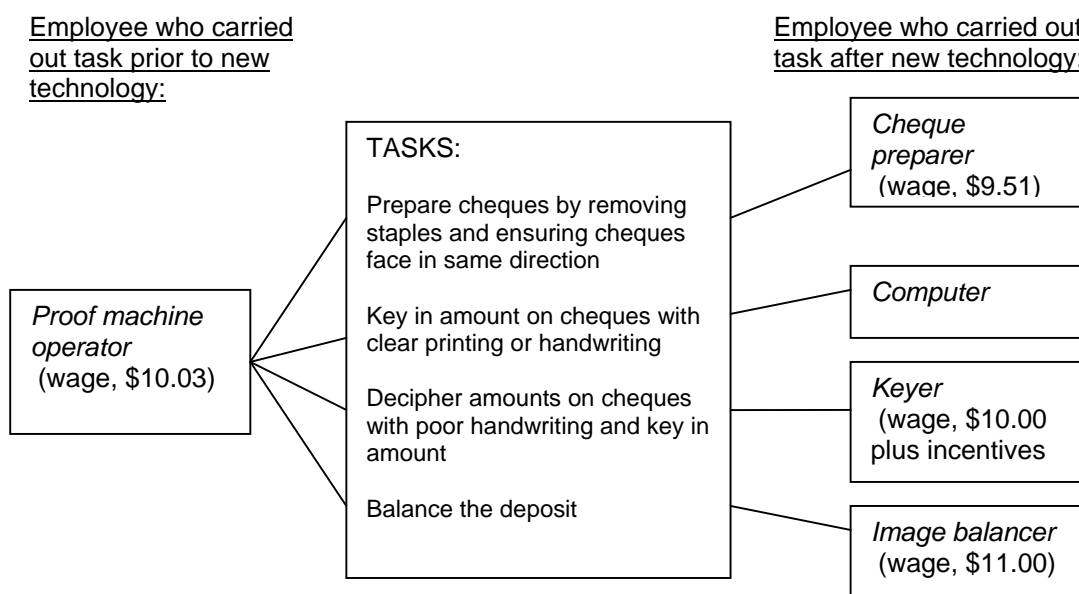 Employee who carried
out task prior to new
technology:
Employee who carried out
task after new technology:
Proof machine
operator
(wage, $10.03)
TASKS:
Prepare cheques by removing
staples and ensuring cheques
face in same direction
Key in amount on cheques with
clear printing or handwriting
Decipher amounts on cheques
with poor handwriting and key in
amount
Balance the deposit
Cheque
preparer
(wage, $9.51)
Computer
Keyer
(wage, $10.00
plus incentives
Image balancer
(wage, $11.00)